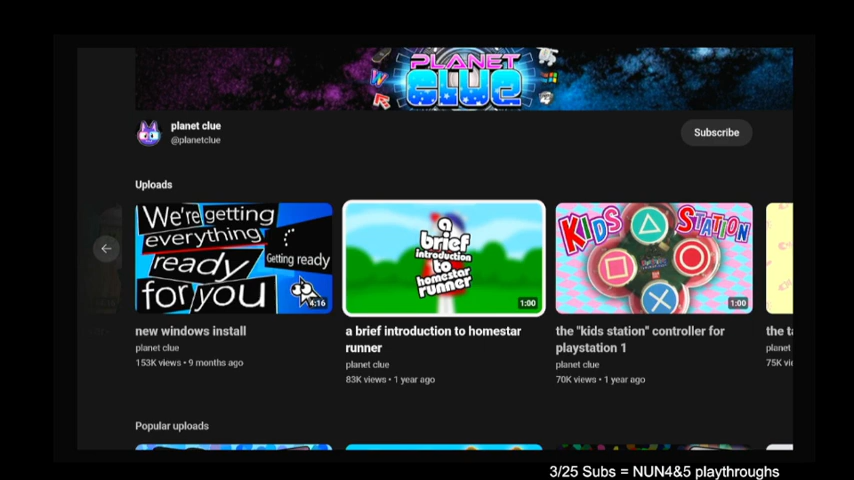 PLANET
CLUE
planet clue
@planetclue
Subscribe
Uploads
We're getting
everything
ready
for you
Getting ready
4:16
a
brief
introduction
to
homestar
runner
1:00
KIDS STATION
1:00
new windows install
planet clue
153K views • 9 months ago
a brief introduction to homestar
runner
planet clue
83K views • 1 year ago
the "kids station" controller for
playstation 1
planet clue
70K views • 1 year ago
the ta
planet
75K vi
Popular uploads
3/25 Subs = NUN4&5 playthroughs